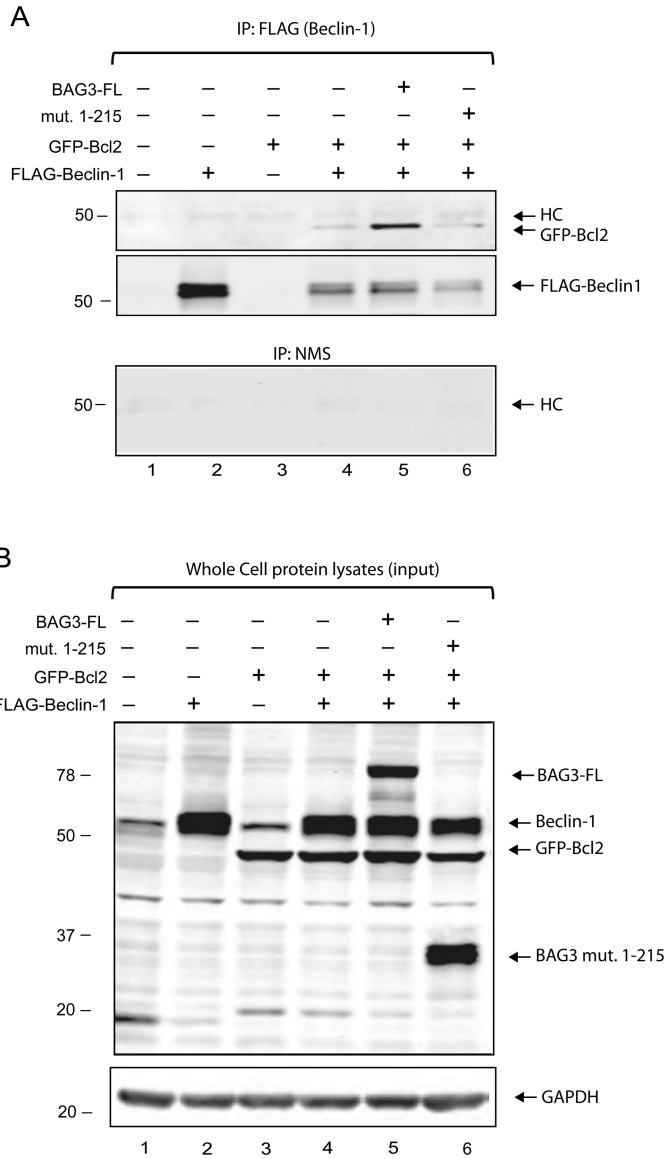 A
IP: FLAG (Beclin-1)
BAG3-FL – – – – + –
mut. 1-215 – – – – – +
GFP-Bcl2 – – + + + +
FLAG-Beclin-1 – + – + + +
50 –
HC
GFP-Bcl2
50 –
FLAG-Beclin1
IP: NMS
50 –
HC
1 2 3 4 5 6
B
Whole Cell protein lysates (input)
BAG3-FL – – – – + –
mut. 1-215 – – – – – +
GFP-Bcl2 – – + + + +
FLAG-Beclin-1 – + – + + +
78 –
BAG3-FL
Beclin-1
50 –
GFP-Bcl2
37 –
BAG3 mut. 1-215
20 –
GAPDH
20 –
1 2 3 4 5 6